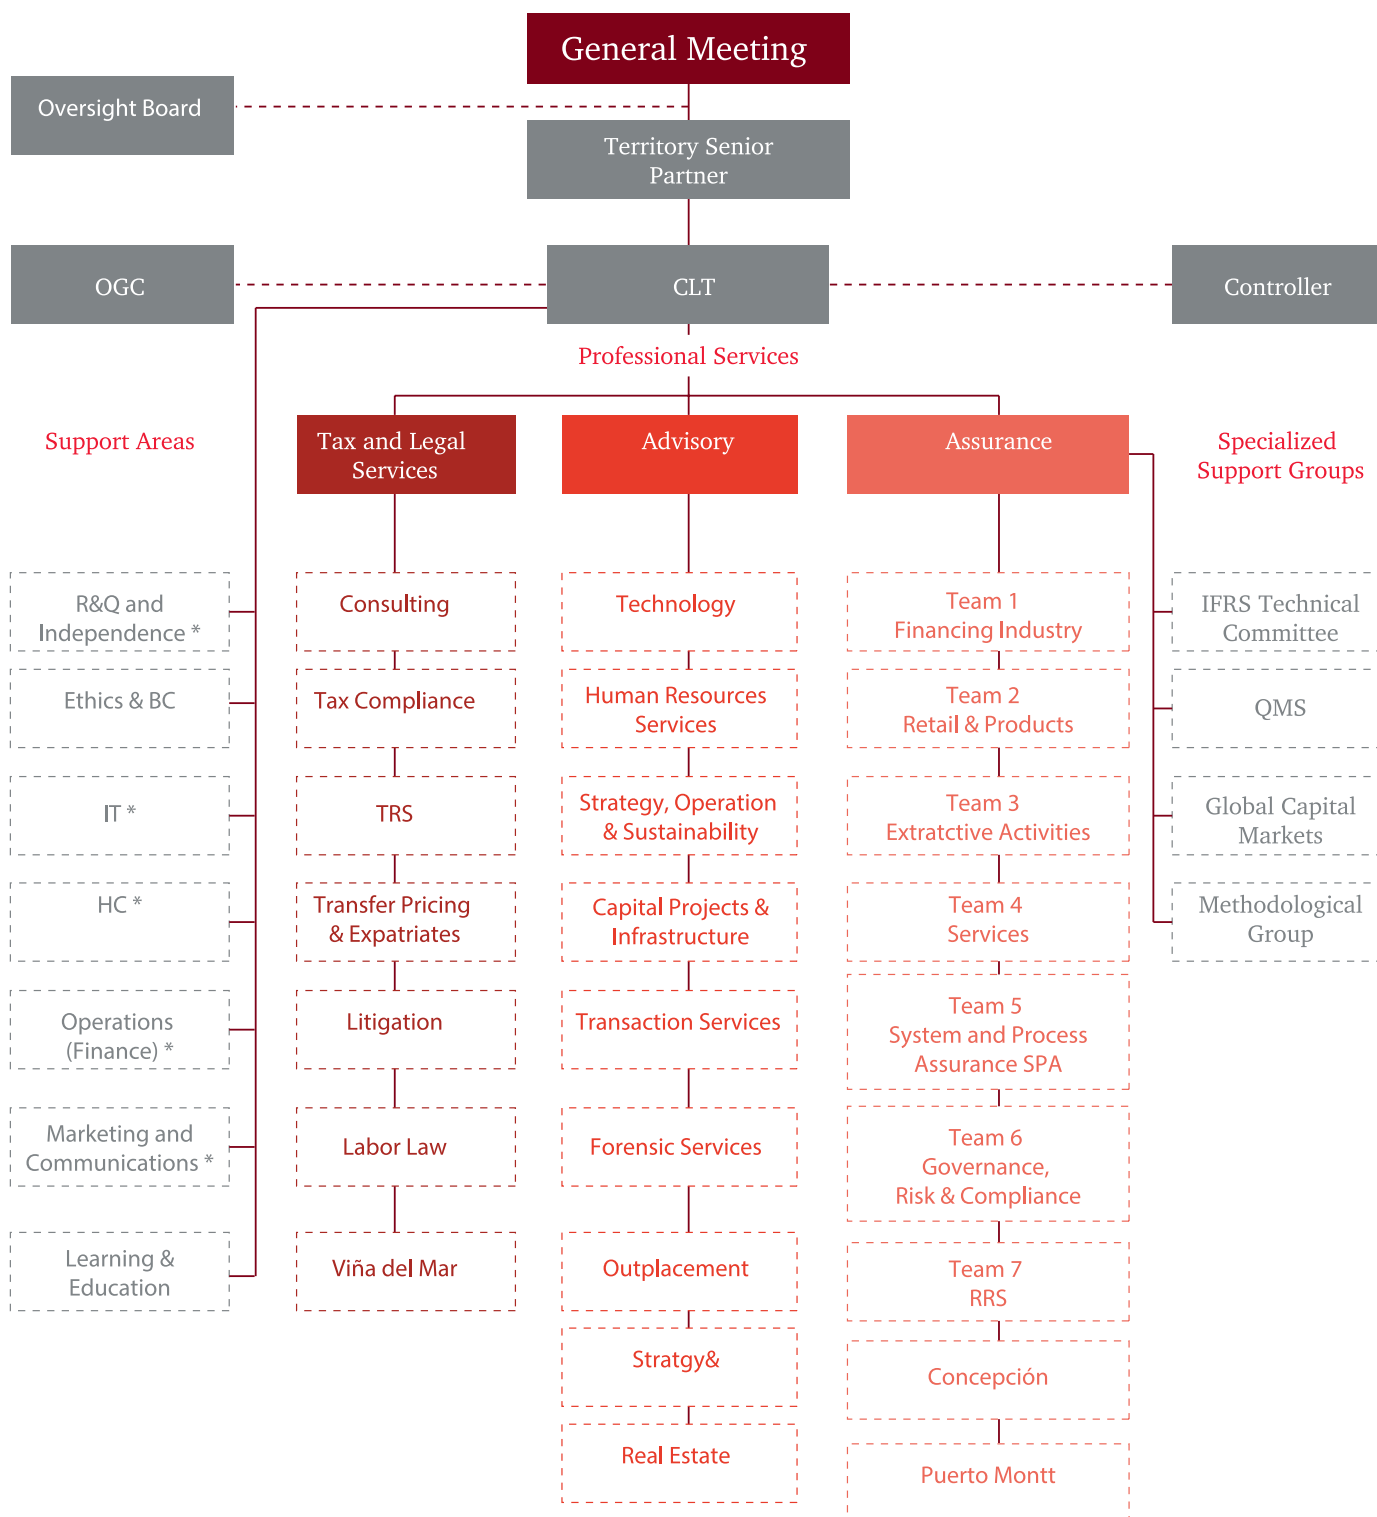 General Meeting
Oversight Board
Territory Senior
Partner
OGC
CLT
Controller
Professional Services
Support Areas
Tax and Legal
Services
Advisory
Assurance
Specialized
Support Groups
R&Q and
Independence *
Ethics & BC
IT *
HC *
Operations
(Finance) *
Marketing and
Communications *
Learning &
Education
Consulting
Tax Compliance
TRS
Transfer Pricing
& Expatriates
Litigation
Labor Law
Viña del Mar
Technology
Human Resources
Services
Strategy, Operation
& Sustainability
Capital Projects &
Infrastructure
Transaction Services
Forensic Services
Outplacement
Stratgy&
Real Estate
Team 1
Financing Industry
Team 2
Retail & Products
Team 3
Extratctive Activities
Team 4
Services
Team 5
System and Process
Assurance SPA
Team 6
Governance,
Risk & Compliance
Team 7
RRS
Concepción
Puerto Montt
IFRS Technical
Committee
QMS
Global Capital
Markets
Methodological
Group